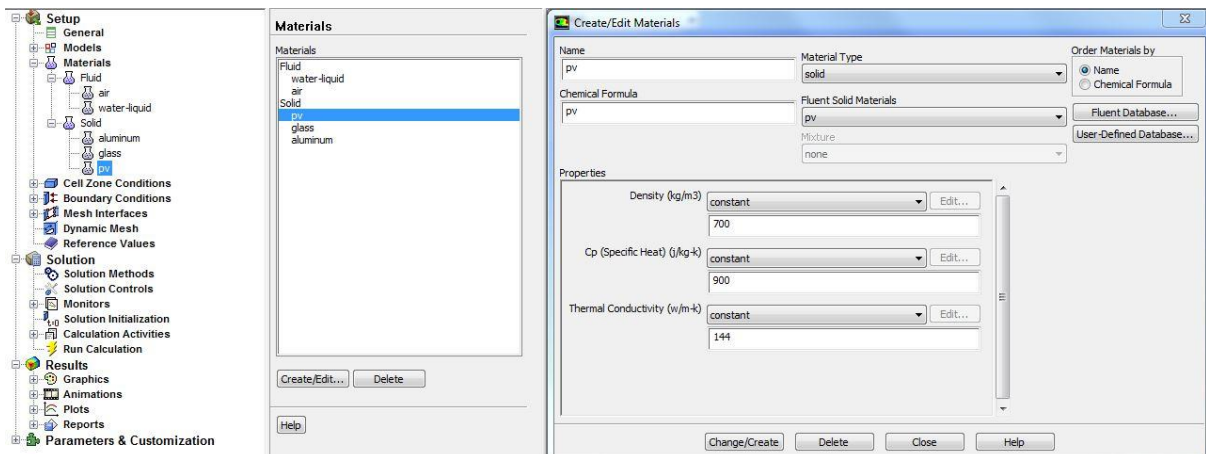 Setup
General
Models
Materials
Fluid
air
water-liquid
Solid
aluminum
glass
pv
Cell Zone Conditions
Boundary Conditions
Mesh Interfaces
Dynamic Mesh
Reference Values
Solution
Solution Methods
Solution Controls
Monitors
Solution Initialization
Calculation Activities
Run Calculation
Results
Graphics
Animations
Plots
Reports
Parameters & Customization
Materials
Materials
Fluid
water-liquid
air
Solid
pv
glass
aluminum
Create/Edit...
Delete
Help
Create/Edit Materials
Name
pv
Chemical Formula
pv
Material Type
solid
Fluent Solid Materials
pv
Mixture
none
Order Materials by
Name
Chemical Formula
Fluent Database...
User-Defined Database...
Properties
Density (kg/m3) constant Edit...
700
Cp (Specific Heat) (j/kg-k) constant Edit...
900
Thermal Conductivity (w/m-k) constant Edit...
144
Change/Create Delete Close Help